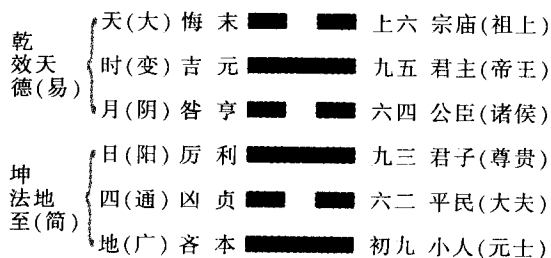 天(大) 悔 末 上六 宗庙(祖上)
乾
效天 时(变) 吉 元 九五 君主(帝王)
德(易)
月(阴) 咎 亨 六四 公臣(诸侯)
日(阳) 厉 利 九三 君子(尊贵)
坤
法地 四(通) 凶 贞 六二 平民(大夫)
至(简)
地(广) 吝 本 初九 小人(元士)